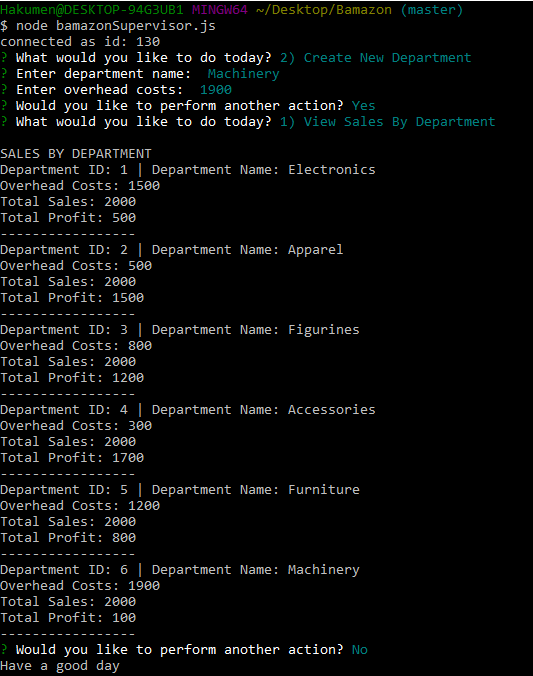 Hakumen@DESKTOP-94G3UB1 MINGW64 ~/Desktop/Bamazon (master)
$ node bamazonSupervisor.js
connected as id: 130
? What would you like to do today? 2) Create New Department
? Enter department name:  Machinery
? Enter overhead costs:  1900
? Would you like to perform another action? Yes
? What would you like to do today? 1) View Sales By Department

SALES BY DEPARTMENT
Department ID: 1 | Department Name: Electronics
Overhead Costs: 1500
Total Sales: 2000
Total Profit: 500
-----------------
Department ID: 2 | Department Name: Apparel
Overhead Costs: 500
Total Sales: 2000
Total Profit: 1500
-----------------
Department ID: 3 | Department Name: Figurines
Overhead Costs: 800
Total Sales: 2000
Total Profit: 1200
-----------------
Department ID: 4 | Department Name: Accessories
Overhead Costs: 300
Total Sales: 2000
Total Profit: 1700
-----------------
Department ID: 5 | Department Name: Furniture
Overhead Costs: 1200
Total Sales: 2000
Total Profit: 800
-----------------
Department ID: 6 | Department Name: Machinery
Overhead Costs: 1900
Total Sales: 2000
Total Profit: 100
-----------------
? Would you like to perform another action? No
Have a good day